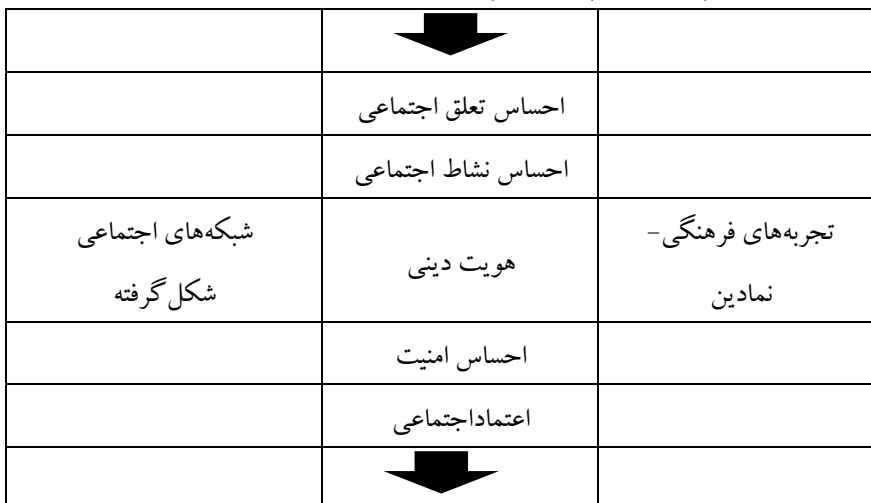 احساس تعلق اجتماعی
احساس نشاط اجتماعی
تجربه‌های فرهنگی-
نمادین
هویت دینی
شبکه‌های اجتماعی
شکل‌گرفته
احساس امنیت
اعتماداجتماعی